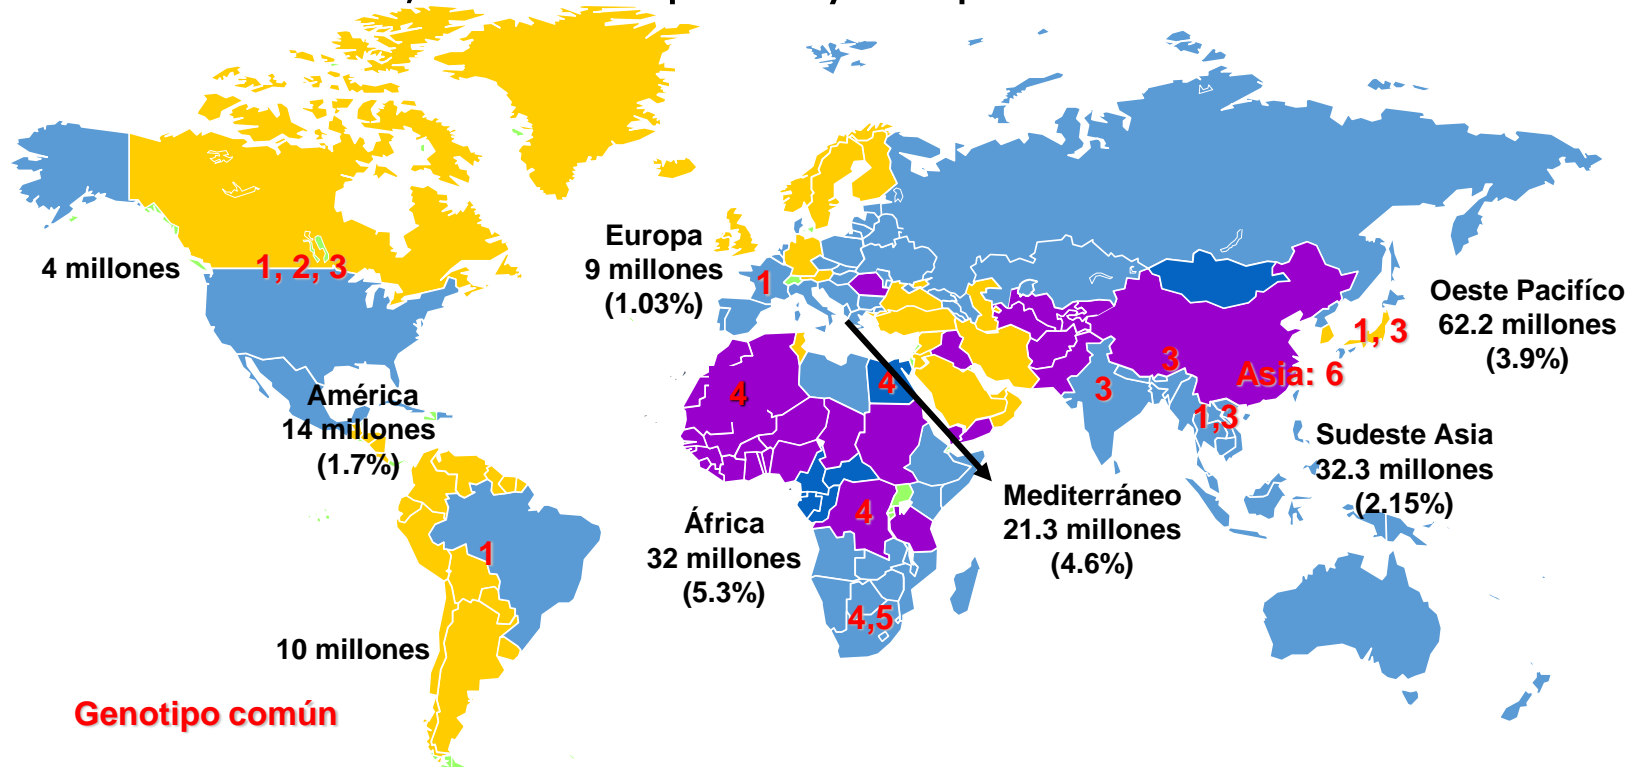 4 millones
1, 2, 3
Europa
9 millones
(1.03%)
1
Oeste Pacifíco
62.2 millones
(3.9%)
1, 3
3
Asia: 6
3
4
4
América
14 millones
(1.7%)
1,3
Sudeste Asia
32.3 millones
(2.15%)
Mediterráneo
21.3 millones
(4.6%)
África
32 millones
(5.3%)
4
1
4,5
10 millones
Genotipo común